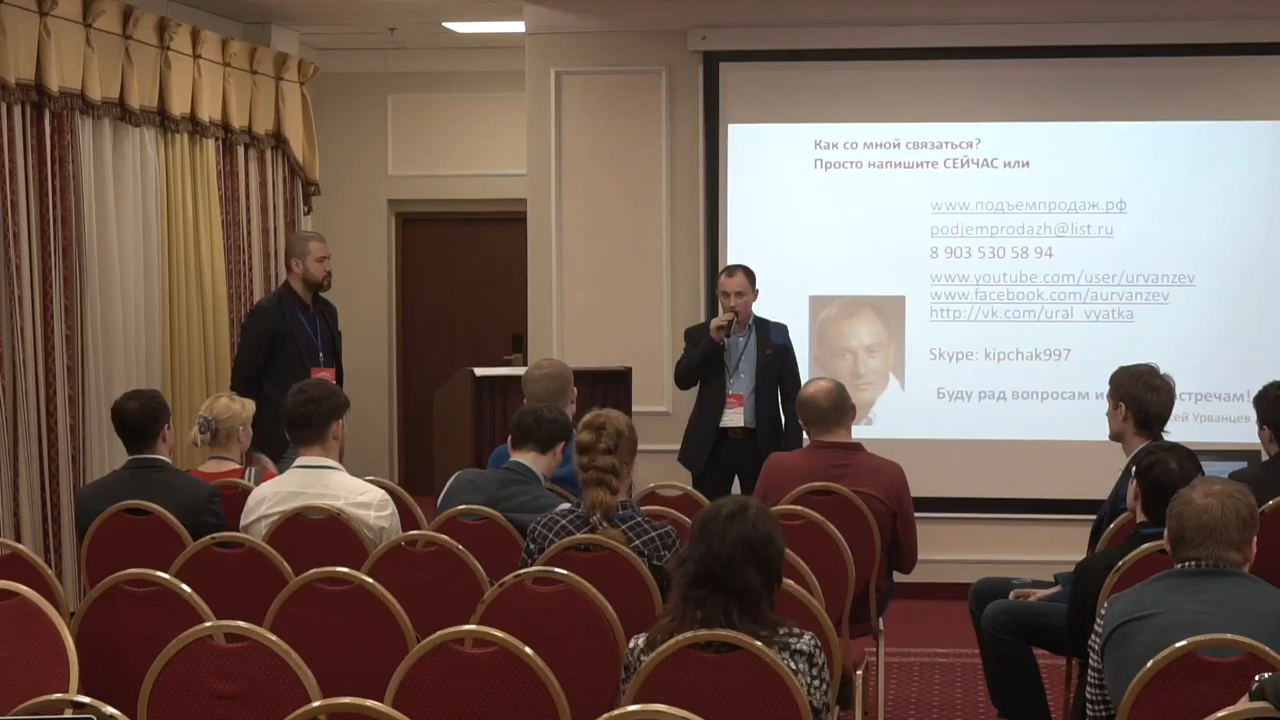 Как со мной связаться?
Просто напишите СЕЙЧАС или
www.подъемпродаж.рф
podjemprodazh@list.ru
8 903 530 58 94
www.youtube.com/user/urvanzev
www.facebook.com/aurvanzev
http://vk.com/ural_vyatka
Skype: kipchak997
Буду рад вопросам и
Урванцев